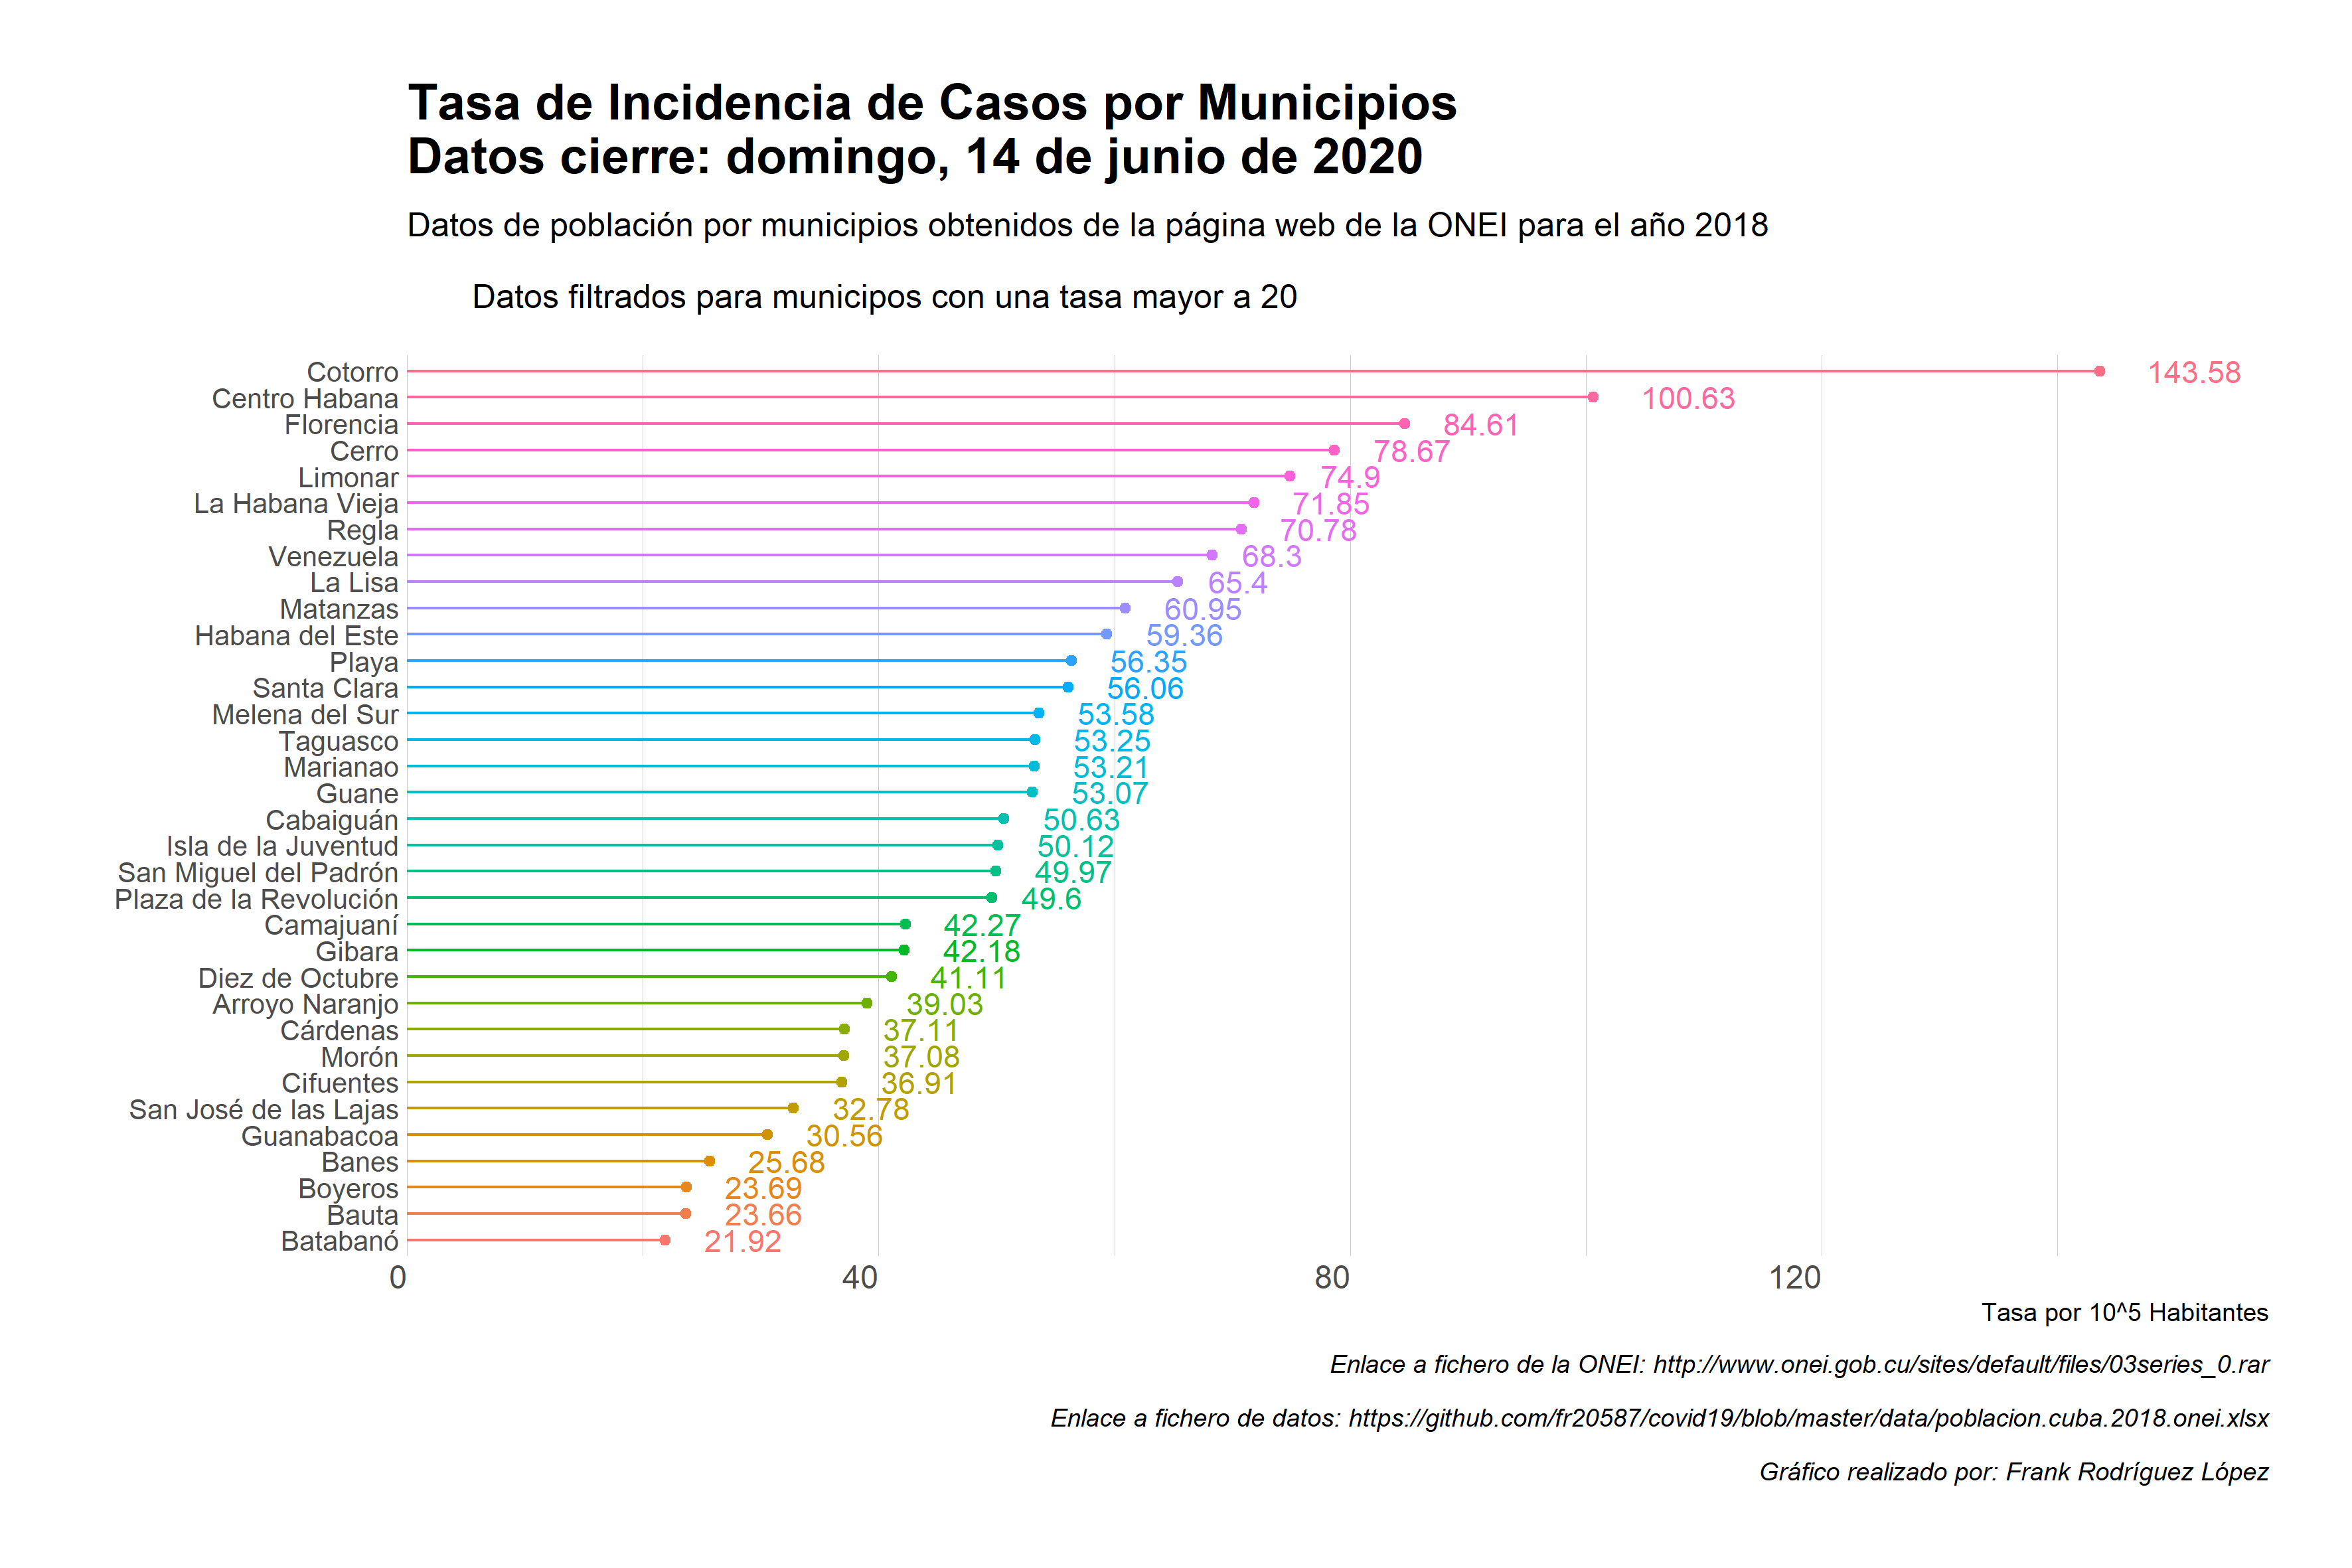 Tasa de Incidencia de Casos por Municipios
Datos cierre: domingo, 14 de junio de 2020
Datos de población por municipios obtenidos de la página web de la ONEI para el año 2018
Datos filtrados para municipos con una tasa mayor a 20
Cotorro 143.58
Centro Habana 100.63
Florencia 84.61
Cerro 78.67
Limonar 74.9
La Habana Vieja 71.85
Regla 70.78
Venezuela 68.3
La Lisa 65.4
Matanzas 60.95
Habana del Este 59.36
Playa 56.35
Santa Clara 56.06
Melena del Sur 53.58
Taguasco 53.25
Marianao 53.21
Guane 53.07
Cabaiguán 50.63
Isla de la Juventud 50.12
San Miguel del Padrón 49.97
Plaza de la Revolución 49.6
Camajuaní 42.27
Gibara 42.18
Diez de Octubre 41.11
Arroyo Naranjo 39.03
Cárdenas 37.11
Morón 37.08
Cifuentes 36.91
San José de las Lajas 32.78
Guanabacoa 30.56
Banes 25.68
Boyeros 23.69
Bauta 23.66
Batabanó 21.92
0 40 80 120
Tasa por 10^5 Habitantes
Enlace a fichero de la ONEI: http://www.onei.gob.cu/sites/default/files/03series_0.rar
Enlace a fichero de datos: https://github.com/fr20587/covid19/blob/master/data/poblacion.cuba.2018.onei.xlsx
Gráfico realizado por: Frank Rodríguez López